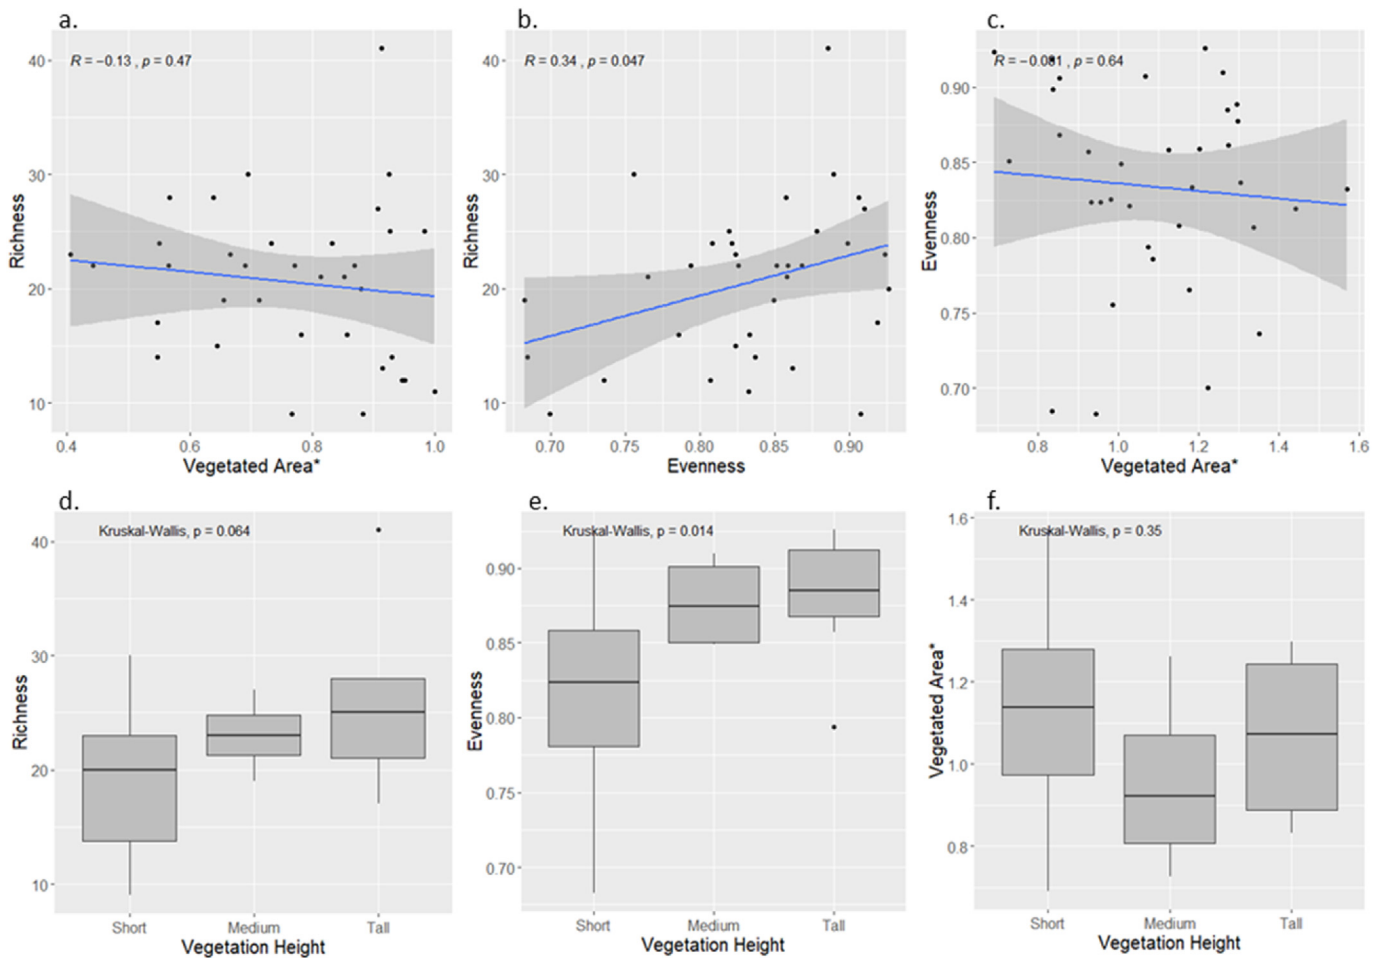 a.
R = −0.13 , p = 0.47
40
30
20
10
Richness
0.4 0.6 0.8 1.0
Vegetated Area*
b.
R = 0.34 , p = 0.047
40
30
20
10
Richness
0.70 0.75 0.80 0.85 0.90
Evenness
c.
R = −0.081 , p = 0.64
0.90
0.85
0.80
0.75
0.70
Evenness
0.8 1.0 1.2 1.4 1.6
Vegetated Area*
d.
Kruskal-Wallis, p = 0.064
40
30
20
10
Richness
Short Medium Tall
Vegetation Height
e.
Kruskal-Wallis, p = 0.014
0.90
0.85
0.80
0.75
0.70
Evenness
Short Medium Tall
Vegetation Height
f.
Kruskal-Wallis, p = 0.35
1.6
1.4
1.2
1.0
0.8
Vegetated Area*
Short Medium Tall
Vegetation Height